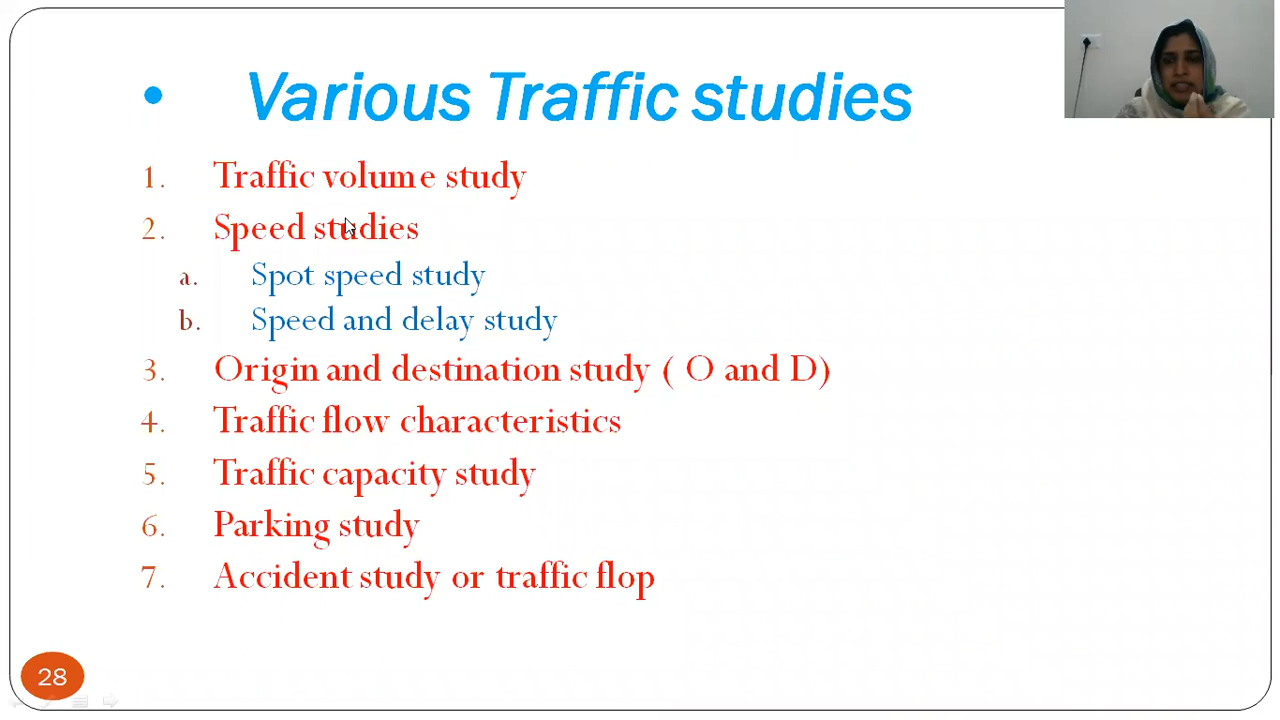 • Various Traffic studies
1. Traffic volume study
2. Speed studies
a. Spot speed study
b. Speed and delay study
3. Origin and destination study ( O and D)
4. Traffic flow characteristics
5. Traffic capacity study
6. Parking study
7. Accident study or traffic flop
28